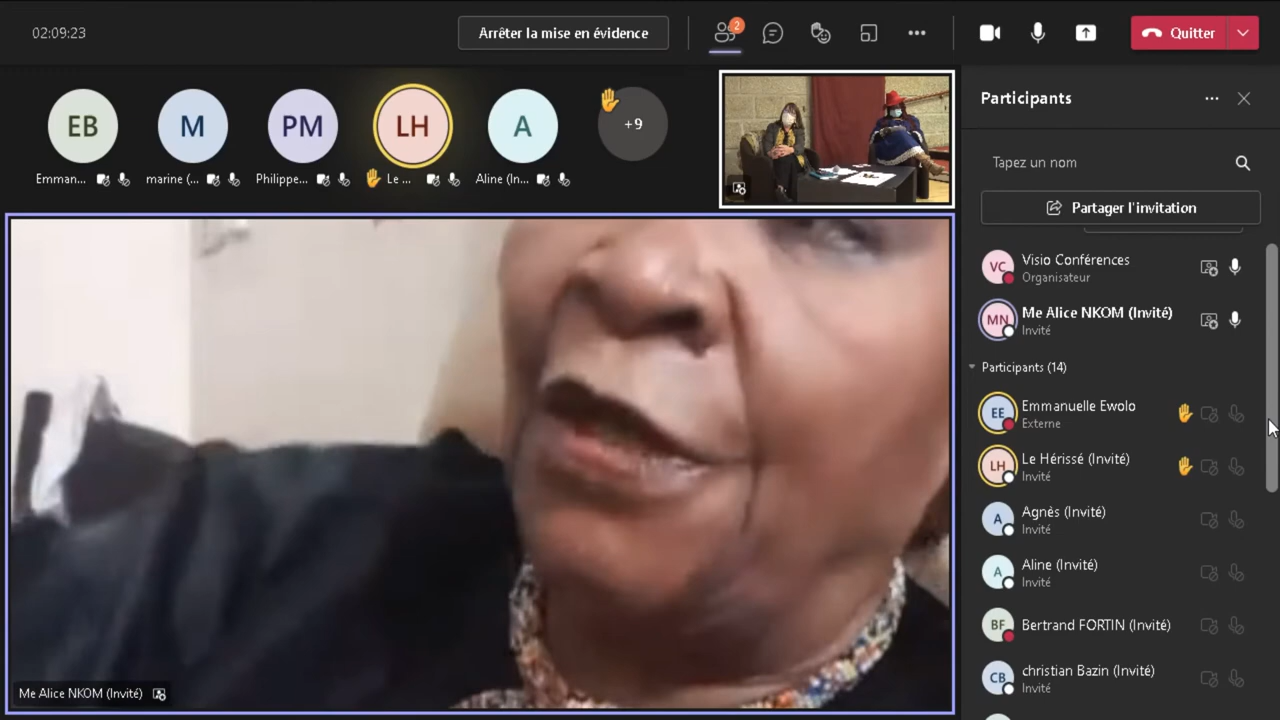 02:09:23
Arrêter la mise en évidence
2
Quitter
EB
M
PM
LH
A
+9
Emman...
marine (...
Philippe...
Le ...
Aline (In...
Participants
Tapez un nom
Partager l'invitation
VC
Visio Conférences
Organisateur
MN
Me Alice NKOM (Invité)
Invité
Participants (14)
EE
Emmanuelle Ewolo
Externe
LH
Le Hérissé (Invité)
Invité
A
Agnès (Invité)
Invité
A
Aline (Invité)
Invité
BF
Bertrand FORTIN (Invité)
CB
christian Bazin (Invité)
Invité
Me Alice NKOM (Invité)